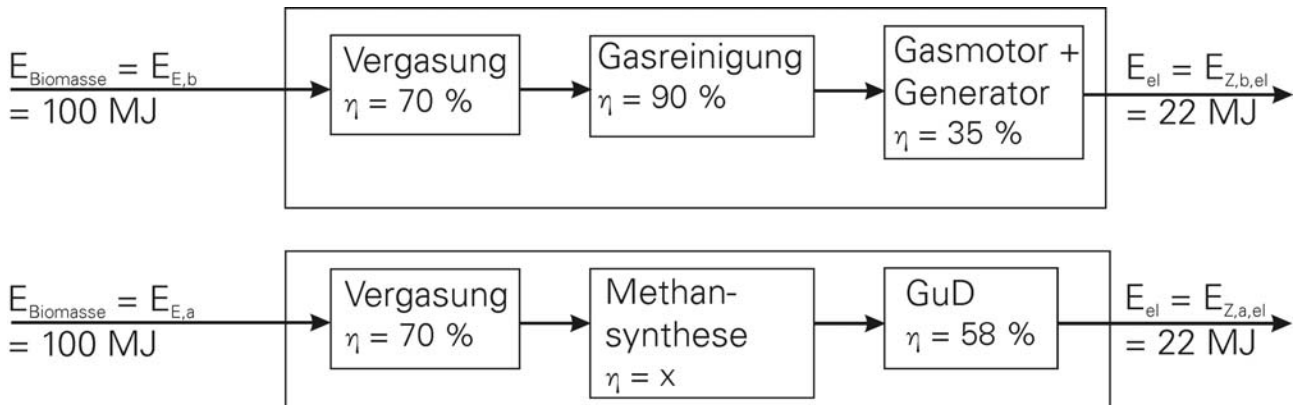 E_Biomasse = E_E,b
= 100 MJ
Vergasung
η = 70 %
Gasreinigung
η = 90 %
Gasmotor +
Generator
η = 35 %
E_el = E_Z,b,el
= 22 MJ
E_Biomasse = E_E,a
= 100 MJ
Vergasung
η = 70 %
Methan-
synthese
η = x
GuD
η = 58 %
E_el = E_Z,a,el
= 22 MJ